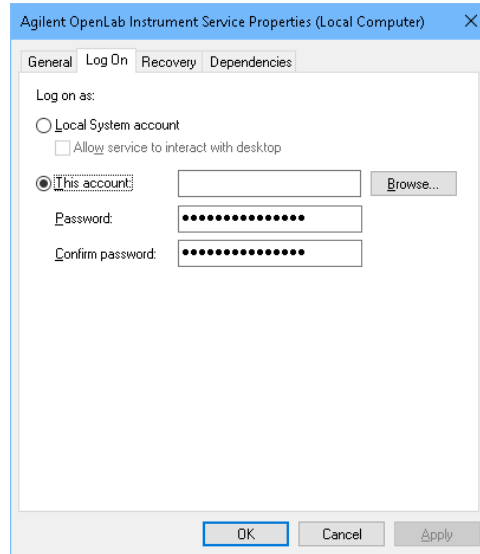 Agilent OpenLab Instrument Service Properties (Local Computer)
General Log On Recovery Dependencies
Log on as:
Local System account
Allow service to interact with desktop
This account: Browse...
Password: •••••••••••••••
Confirm password: •••••••••••••••
OK Cancel Apply